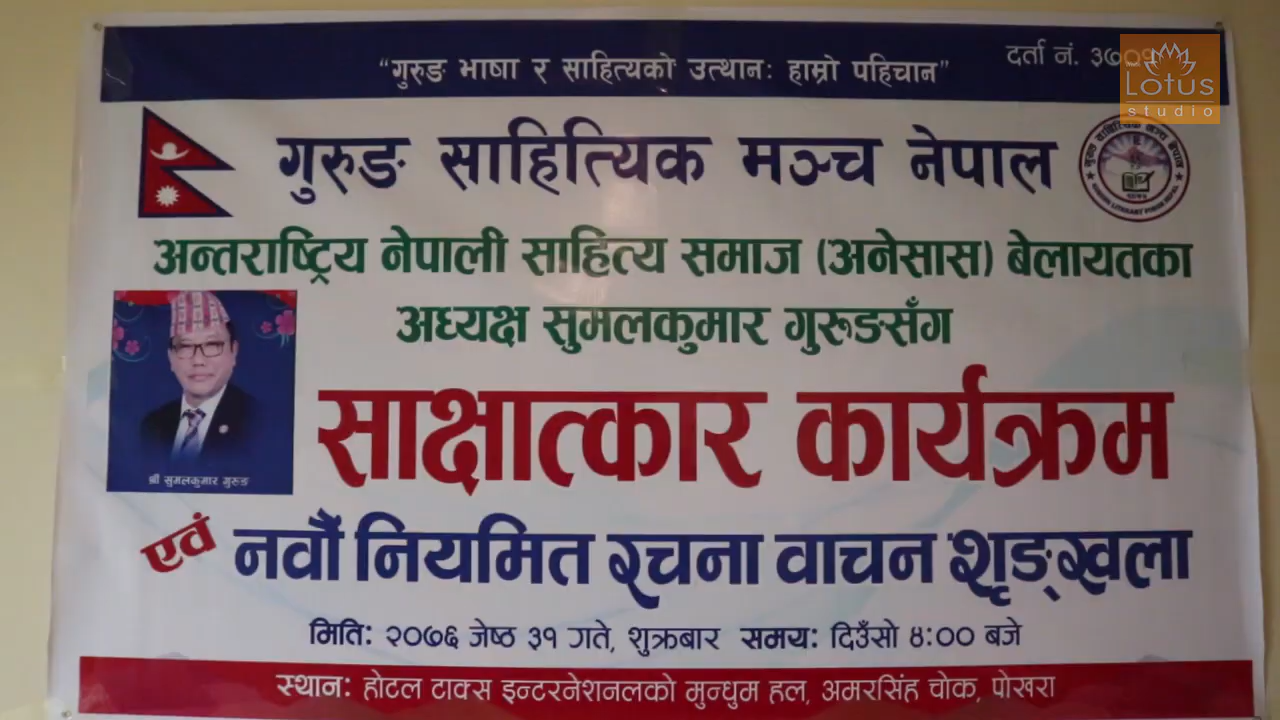 दर्ता नं. ३७०१
“गुरुङ भाषा र साहित्यको उत्थानः हाम्रो पहिचान”
Lotus
studio
गुरुङ साहित्यिक मञ्च नेपाल
अन्तराष्ट्रिय नेपाली साहित्य समाज (अनेसास) बेलायतका
अध्यक्ष सुमलकुमार गुरूङसँग
श्री सुमलकुमार गुरुङ
साक्षात्कार कार्यक्रम
एवं नवौं नियमित रचना वाचन शृङ्खला
मितिः २०७६ जेष्ठ ३१ गते, शुक्रबार समयः दिउँसो ४:०० बजे
स्थानः होटल टाक्स इन्टरनेशनलको मुन्धुम हल, अमरसिंह चोक, पोखरा